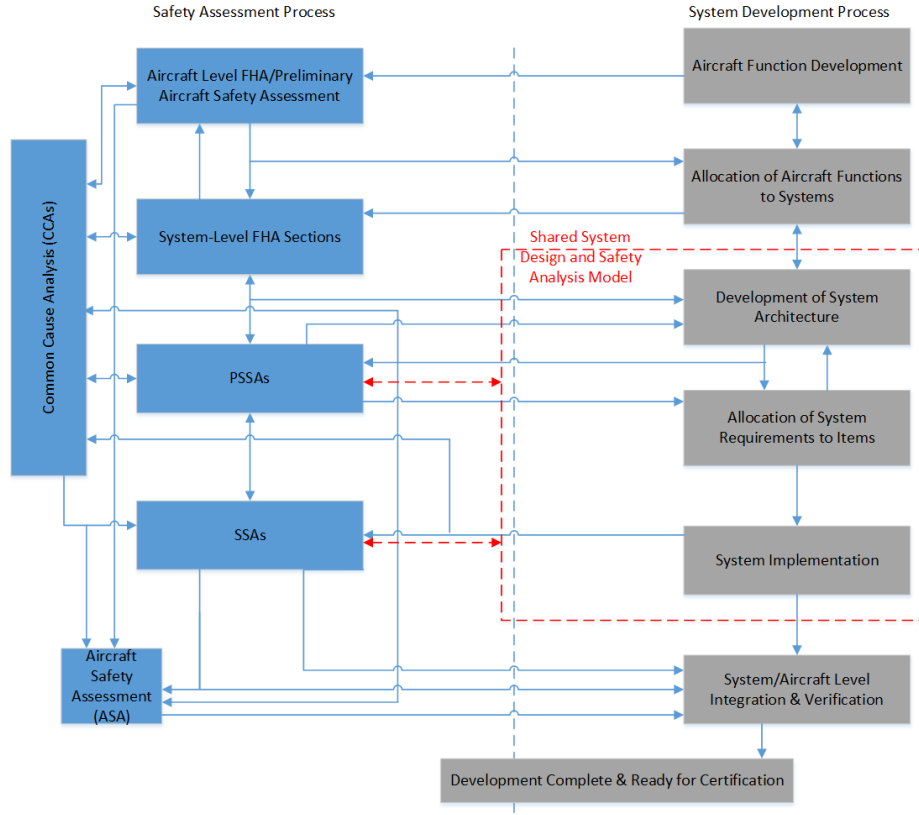 Safety Assessment Process
System Development Process
Aircraft Level FHA/Preliminary
Aircraft Safety Assessment
Aircraft Function Development
Common Cause Analysis (CCAs)
Allocation of Aircraft Functions
to Systems
System-Level FHA Sections
Shared System
Design and Safety
Analysis Model
Development of System
Architecture
PSSAs
Allocation of System
Requirements to Items
SSAs
System Implementation
Aircraft
Safety
Assessment
(ASA)
System/Aircraft Level
Integration & Verification
Development Complete & Ready for Certification